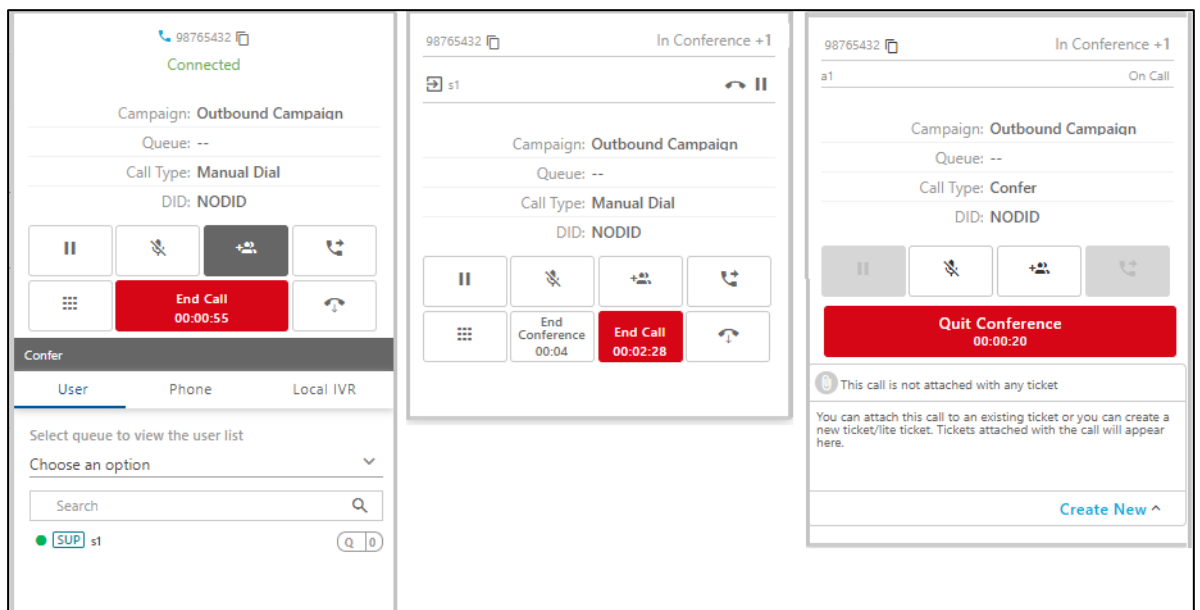 98765432
Connected
Campaign: Outbound Campaign
Queue: --
Call Type: Manual Dial
DID: NODID
End Call
00:00:55
Confer
User Phone Local IVR
Select queue to view the user list
Choose an option
Search
SUP s1 Q 0
98765432 In Conference +1
s1
Campaign: Outbound Campaign
Queue: --
Call Type: Manual Dial
DID: NODID
End
Conference
00:04
End Call
00:02:28
98765432 In Conference +1
a1 On Call
Campaign: Outbound Campaign
Queue: --
Call Type: Confer
DID: NODID
Quit Conference
00:00:20
This call is not attached with any ticket
You can attach this call to an existing ticket or you can create a
new ticket/lite ticket. Tickets attached with the call will appear
here.
Create New